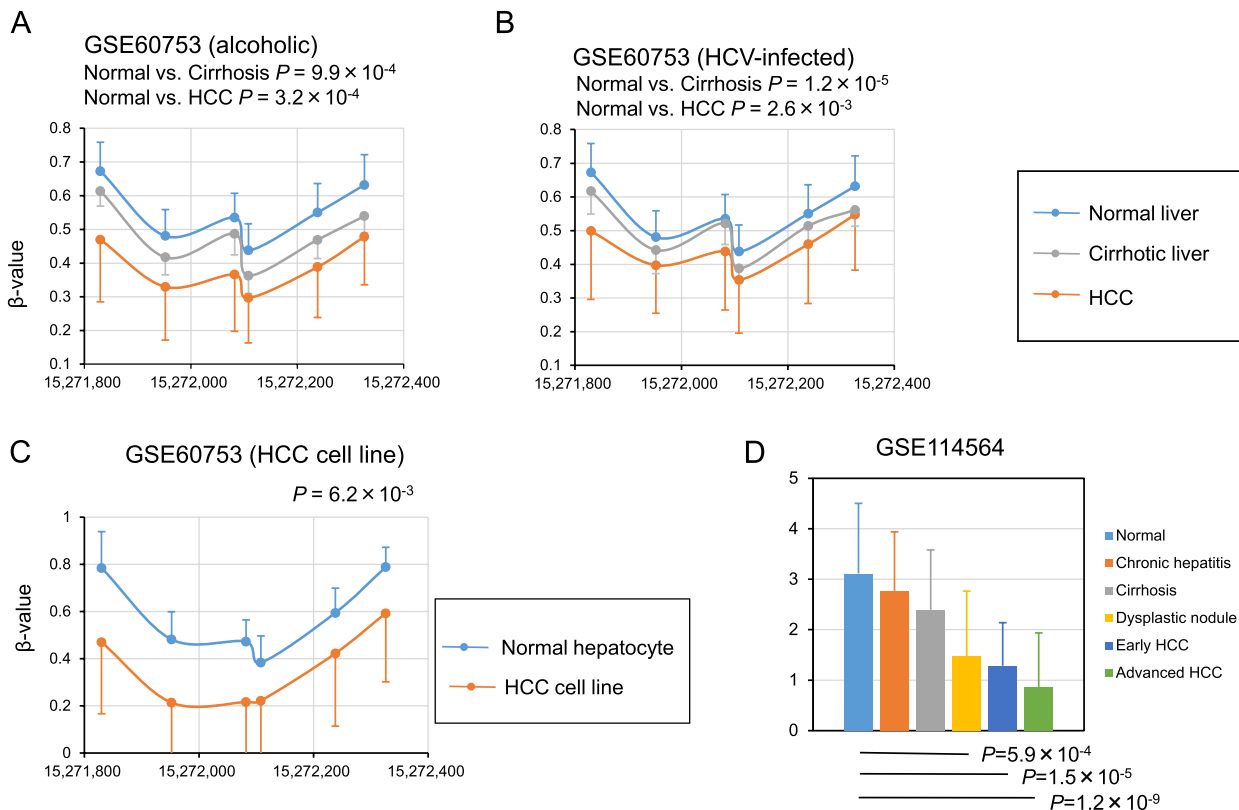 A
GSE60753 (alcoholic)
Normal vs. Cirrhosis P = 9.9 × 10-4
Normal vs. HCC P = 3.2 × 10-4
β-value
0.8
0.7
0.6
0.5
0.4
0.3
0.2
0.1
15,271,800 15,272,000 15,272,200 15,272,400
B
GSE60753 (HCV-infected)
Normal vs. Cirrhosis P = 1.2 × 10-5
Normal vs. HCC P = 2.6 × 10-3
0.8
0.7
0.6
0.5
0.4
0.3
0.2
0.1
15,271,800 15,272,000 15,272,200 15,272,400
Normal liver
Cirrhotic liver
HCC
C
GSE60753 (HCC cell line)
P = 6.2 × 10-3
β-value
1
0.8
0.6
0.4
0.2
0
15,271,800 15,272,000 15,272,200 15,272,400
Normal hepatocyte
HCC cell line
D
GSE114564
5
4
3
2
1
0
Normal
Chronic hepatitis
Cirrhosis
Dysplastic nodule
Early HCC
Advanced HCC
P=5.9 × 10-4
P=1.5 × 10-5
P=1.2 × 10-9